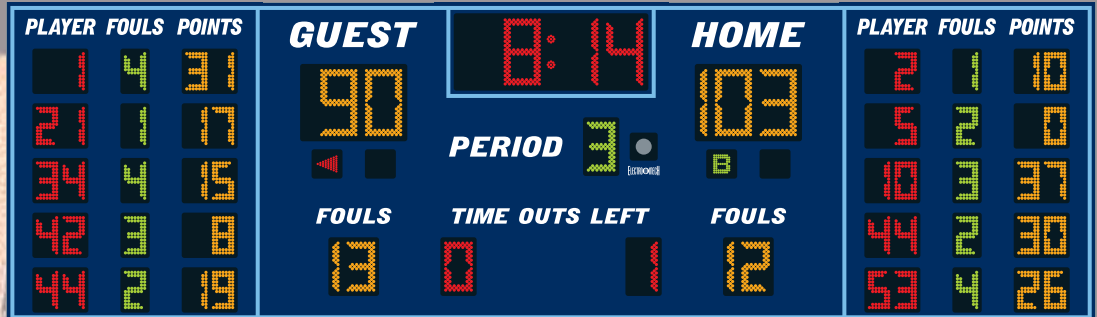 PLAYER FOULS POINTS GUEST 8:14 HOME PLAYER FOULS POINTS
1 4 31 90 103 2 1 10
21 1 17 PERIOD 3 B 5 2 0
ELECTRO-MECH
34 4 15 10 3 37
FOULS TIME OUTS LEFT FOULS
42 3 8 13 0 1 12 44 2 30
44 2 19 53 4 26